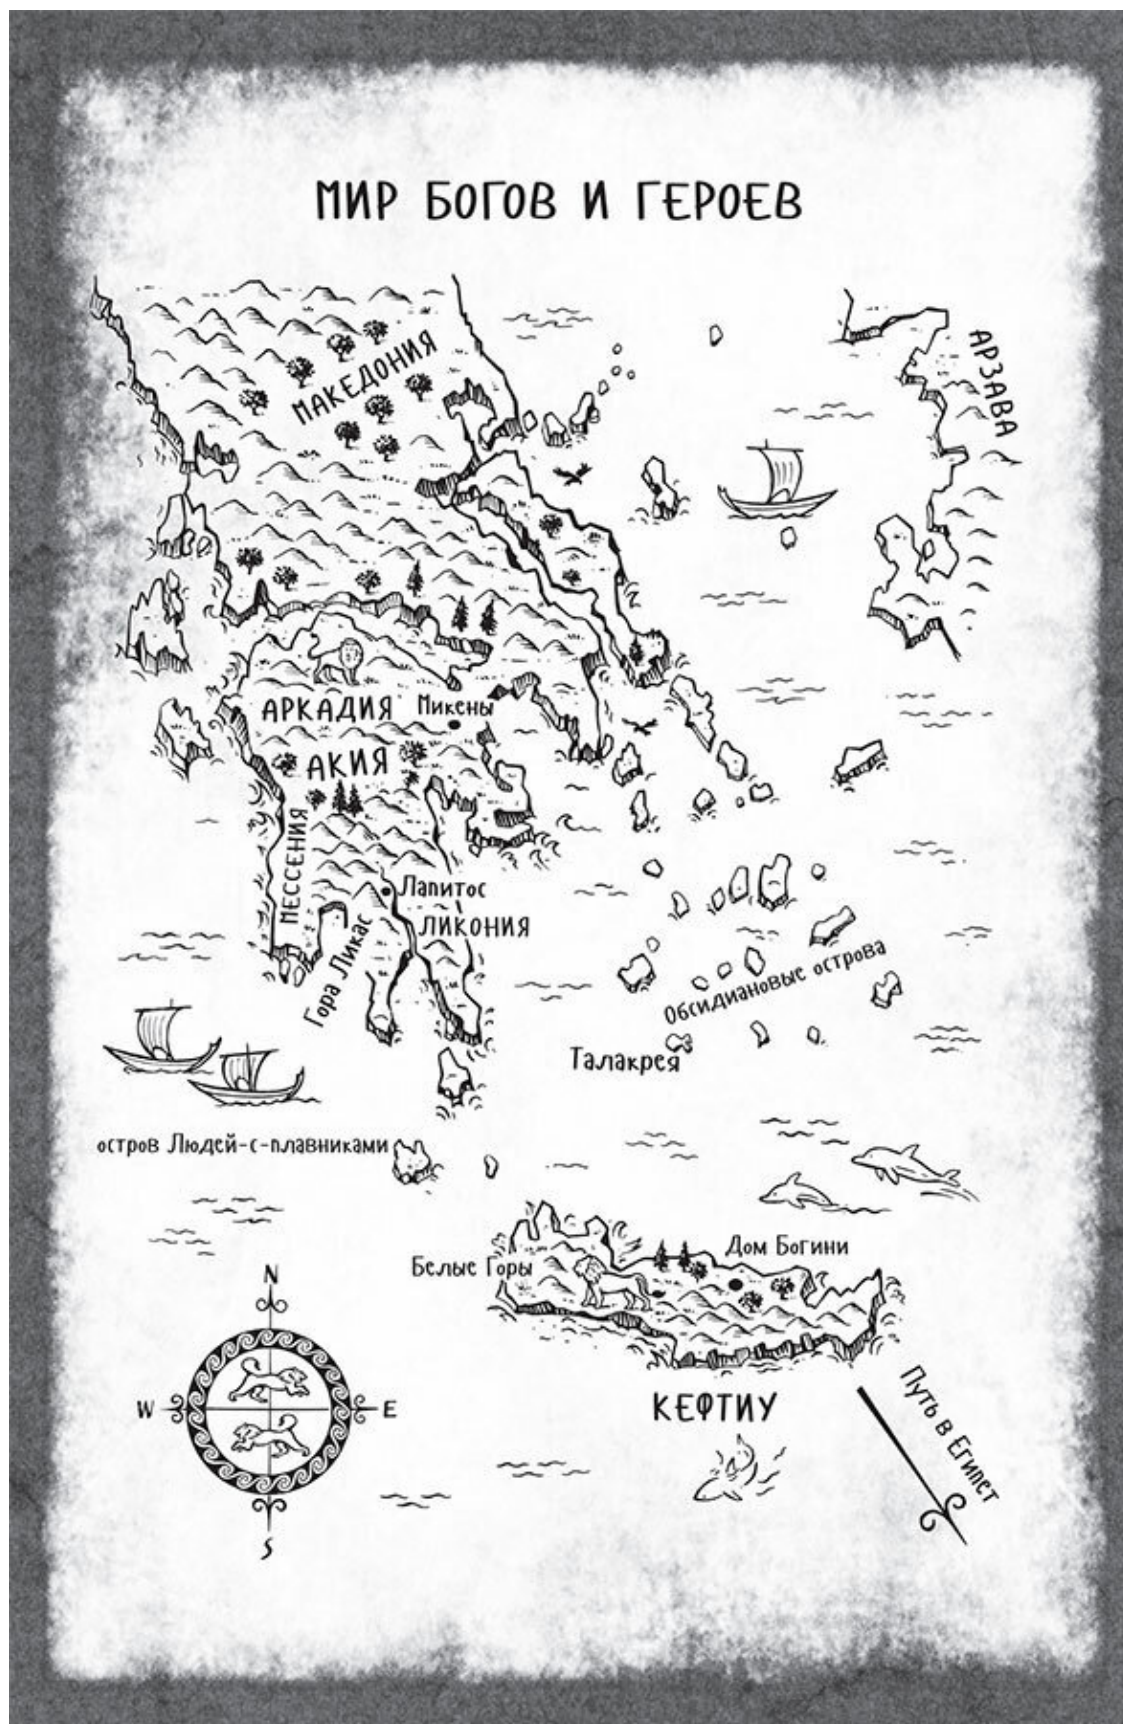 МИР БОГОВ И ГЕРОЕВ
МАКЕДОНИЯ
АРЗАВА
АРКАДИЯ
Микены
АКИЯ
МЕССЕНИЯ
Лапитос
ЛИКОНИЯ
Гора Ликас
Обсидиановые острова
Талакрея
остров Людей-с-плавниками
Белые Горы
Дом Богини
КЕФТИУ
Путь в Египет
N
W
E
S